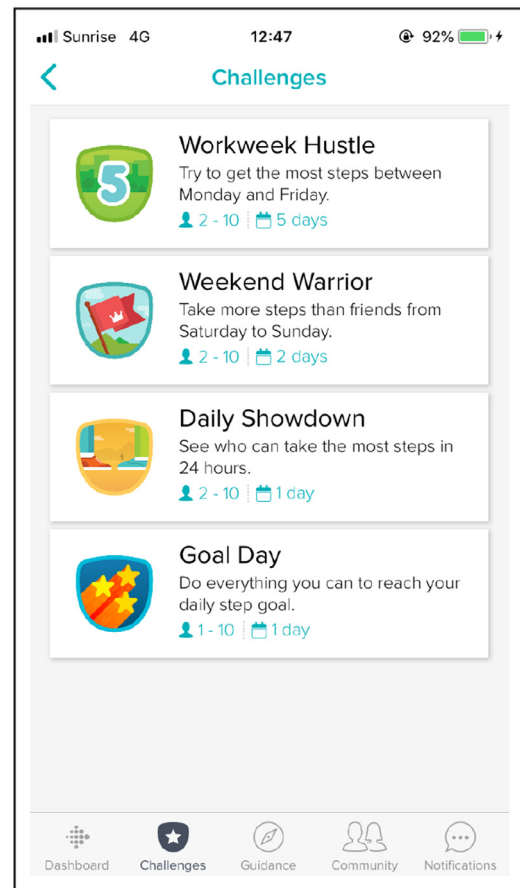 Sunrise 4G 12:47 92%
Challenges
5
Workweek Hustle
Try to get the most steps between
Monday and Friday.
2 - 10 5 days
Weekend Warrior
Take more steps than friends from
Saturday to Sunday.
2 - 10 2 days
Daily Showdown
See who can take the most steps in
24 hours.
2 - 10 1 day
Goal Day
Do everything you can to reach your
daily step goal.
1 - 10 1 day
Dashboard Challenges Guidance Community Notifications